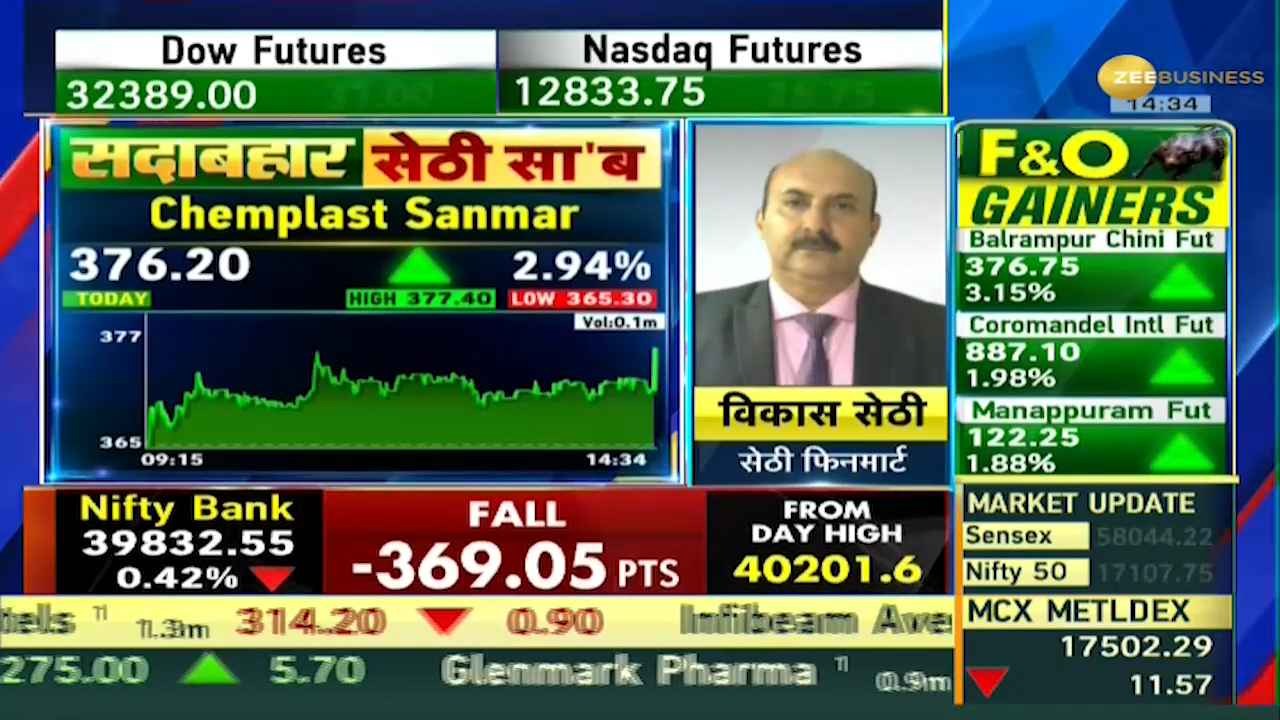 Dow Futures
32389.00
Nasdaq Futures
12833.75
ZEEBUSINESS
14:34
सदाबहार सेठी सा'ब
Chemplast Sanmar
376.20 2.94%
TODAY HIGH 377.40 LOW 365.30
Vol:0.1m
377
365
09:15 14:34
विकास सेठी
सेठी फिनमार्ट
F&O
GAINERS
Balrampur Chini Fut
376.75
3.15%
Coromandel Intl Fut
887.10
1.98%
Manappuram Fut
122.25
1.88%
Nifty Bank
39832.55
0.42%
FALL
-369.05 PTS
FROM
DAY HIGH
40201.6
MARKET UPDATE
Sensex 58044.22
Nifty 50 17107.75
MCX METLDEX
17502.29
11.57
tels T1 1.3m 314.20 0.90 Infibeam Ave
275.00 5.70 Glenmark Pharma T1 0.9m